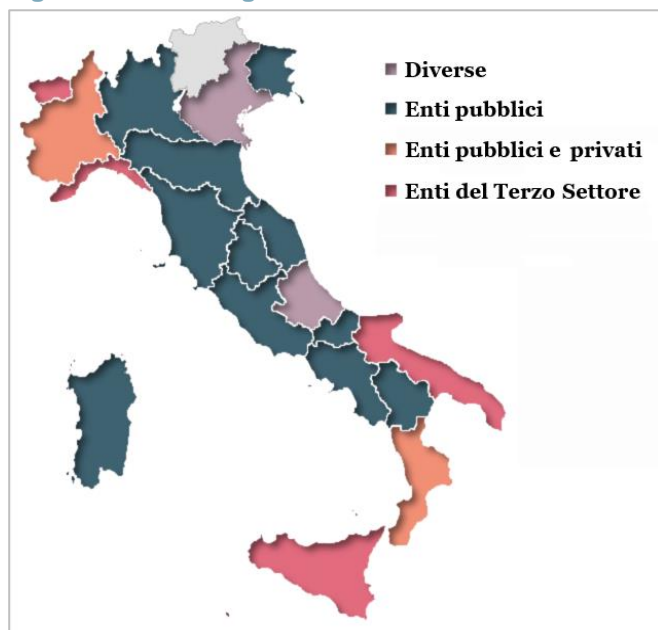 Diverse
Enti pubblici
Enti pubblici e privati
Enti del Terzo Settore